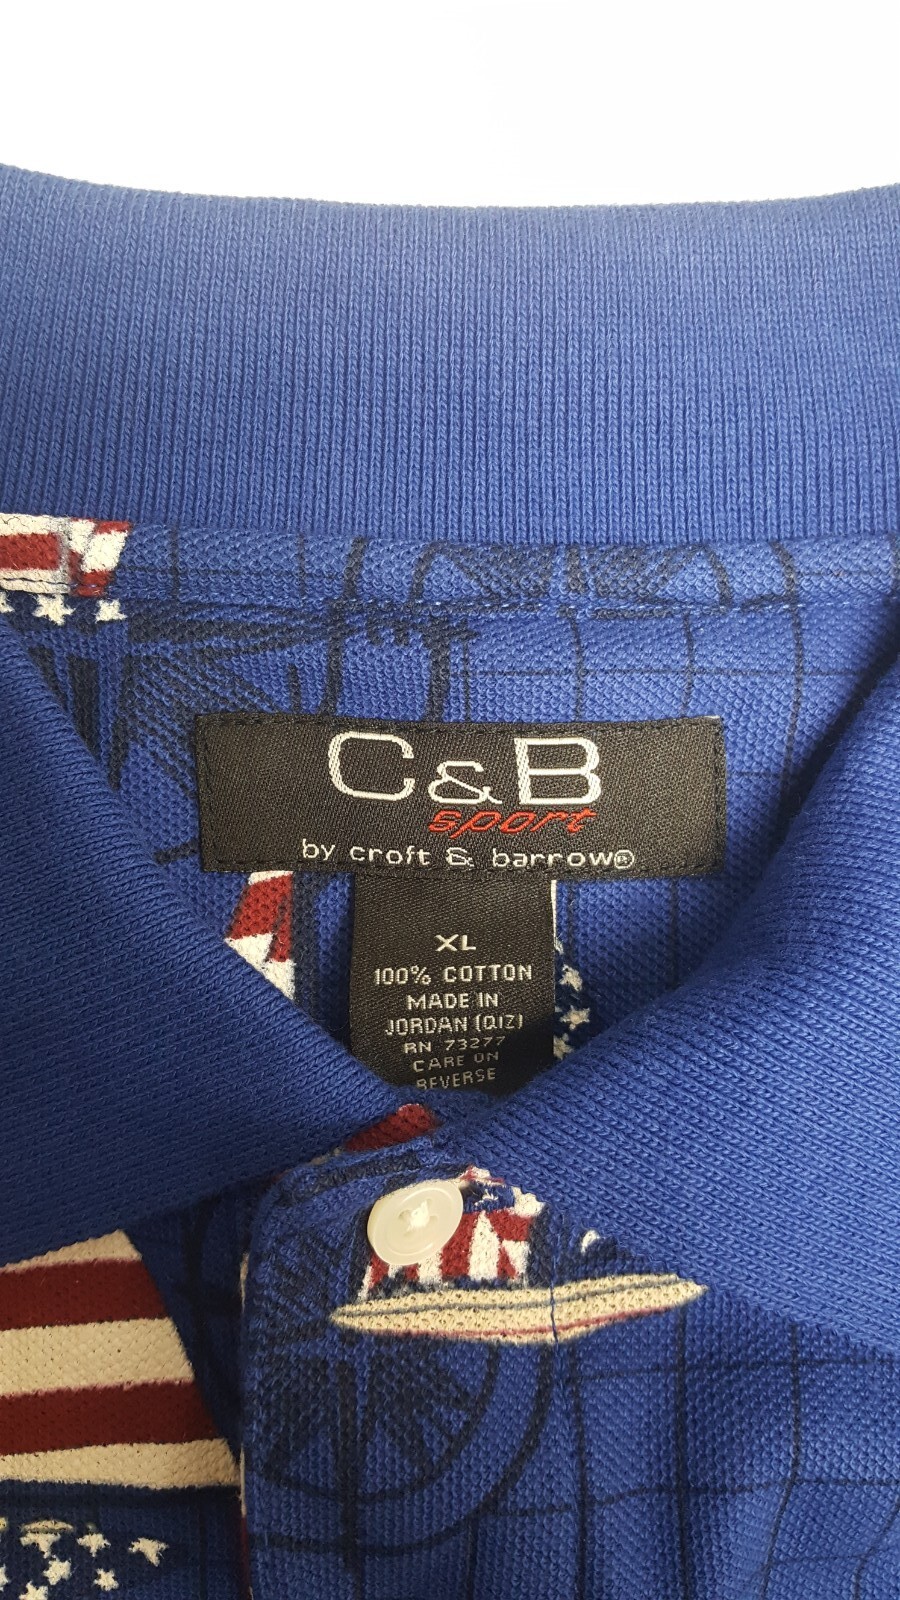 C&B
sport
by croft & barrow®
XL
100% COTTON
MADE IN
JORDAN (QIZ)
RN 73277
CARE ON
REVERSE